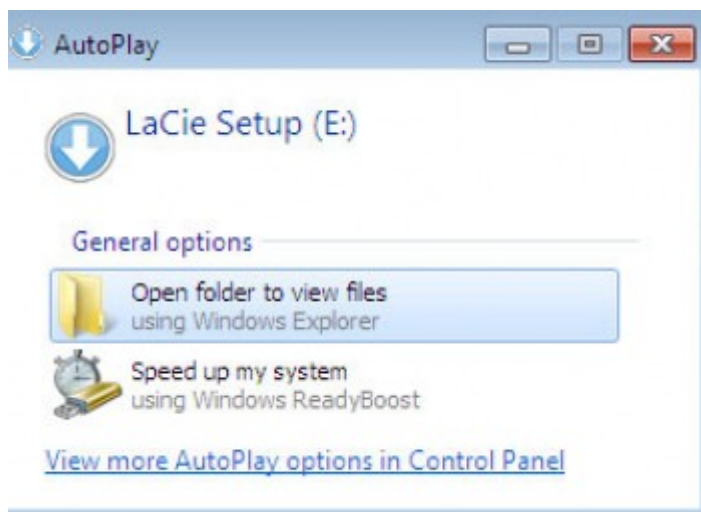 AutoPlay
LaCie Setup (E:)
General options
Open folder to view files
using Windows Explorer
Speed up my system
using Windows ReadyBoost
View more AutoPlay options in Control Panel